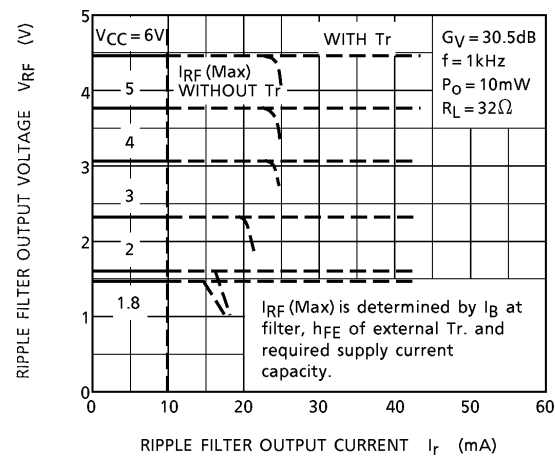 RIPPLE FILTER OUTPUT VOLTAGE VRF (V)
5
4
3
2
1
0
VCC = 6V
5
4
3
2
1.8
IRF (Max)
WITHOUT Tr
WITH Tr
GV = 30.5dB
f = 1kHz
PO = 10mW
RL = 32Ω
IRF (Max) is determined by IB at
filter, hFE of external Tr. and
required supply current
capacity.
0 10 20 30 40 50 60
RIPPLE FILTER OUTPUT CURRENT Ir (mA)